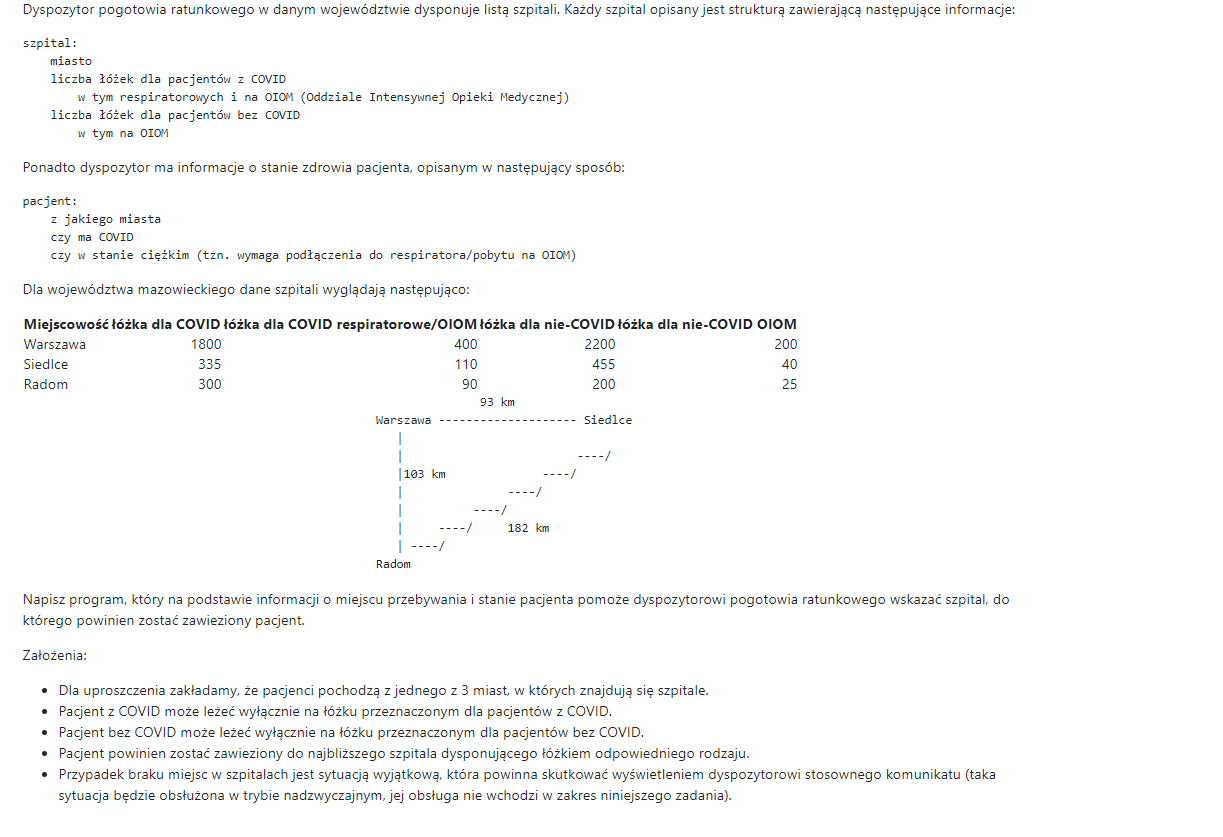 Dyspozytor pogotowia ratunkowego w danym województwie dysponuje listą szpitali. Każdy szpital opisany jest strukturą zawierającą następujące informacje:
szpital:
    miasto
    liczba łóżek dla pacjentów z COVID
        w tym respiratorowych i na OIOM (Oddziale Intesywnej Opieki Medycznej)
    liczba łóżek dla pacjentów bez COVID
        w tym na OIOM
Ponadto dyspozytor ma informacje o stanie zdrowia pacjenta, opisanym w następujący sposób:
pacjent:
    z jakiego miasta
    czy ma COVID
    czy w stanie ciężkim (tzn. wymaga podłączenia do respiratora/pobytu na OIOM)
Dla województwa mazowieckiego dane szpitali wyglądają następująco:
Miejscowość łóżka dla COVID łóżka dla COVID respiratorowe/OIOM łóżka dla nie-COVID łóżka dla nie-COVID OIOM
Warszawa 1800 400 2200 200
Siedlce 335 110 455 40
Radom 300 90 200 25
93 km
Warszawa -------------------- Siedlce
|
| ----/
|103 km ----/
| ----/
| ----/
| ----/ 182 km
| ----/
Radom
Napisz program, który na podstawie informacji o miejscu przebywania i stanie pacjenta pomoże dyspozytorowi pogotowia ratunkowego wskazać szpital, do
którego powinien zostać zawieziony pacjent.
Założenia:
• Dla uproszczenia zakładamy, że pacjenci pochodzą z jednego z 3 miast, w których znajdują się szpitale.
• Pacjent z COVID może leżeć wyłącznie na łóżku przeznaczonym dla pacjentów z COVID.
• Pacjent bez COVID może leżeć wyłącznie na łóżku przeznaczonym dla pacjentów bez COVID.
• Pacjent powinien zostać zawieziony do najbliższego szpitala dysponującego łóżkiem odpowiedniego rodzaju.
• Przypadek braku miejsc w szpitalach jest sytuacją wyjątkową, która powinna skutkować wyświetleniem dyspozytorowi stosownego komunikatu (taka
sytuacja będzie obsłużona w trybie nadzwyczajnym, jej obsługa nie wchodzi w zakres niniejszego zadania).